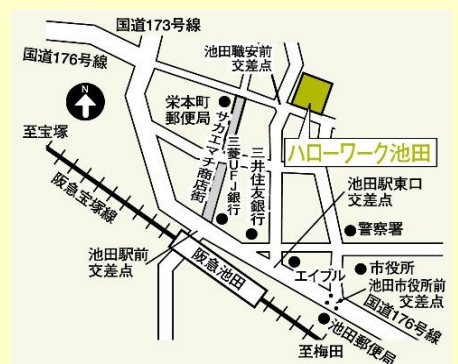 国道173号線
国道176号線
池田職安前
交差点
N
栄本町
郵便局
至宝塚
サカエマチ商店街
三菱UFJ銀行
三井住友銀行
ハローワーク池田
阪急宝塚線
池田駅東口
交差点
警察署
池田駅前
交差点
阪急池田
エイブル
市役所
池田市役所前
交差点
国道176号線
池田郵便局
至梅田